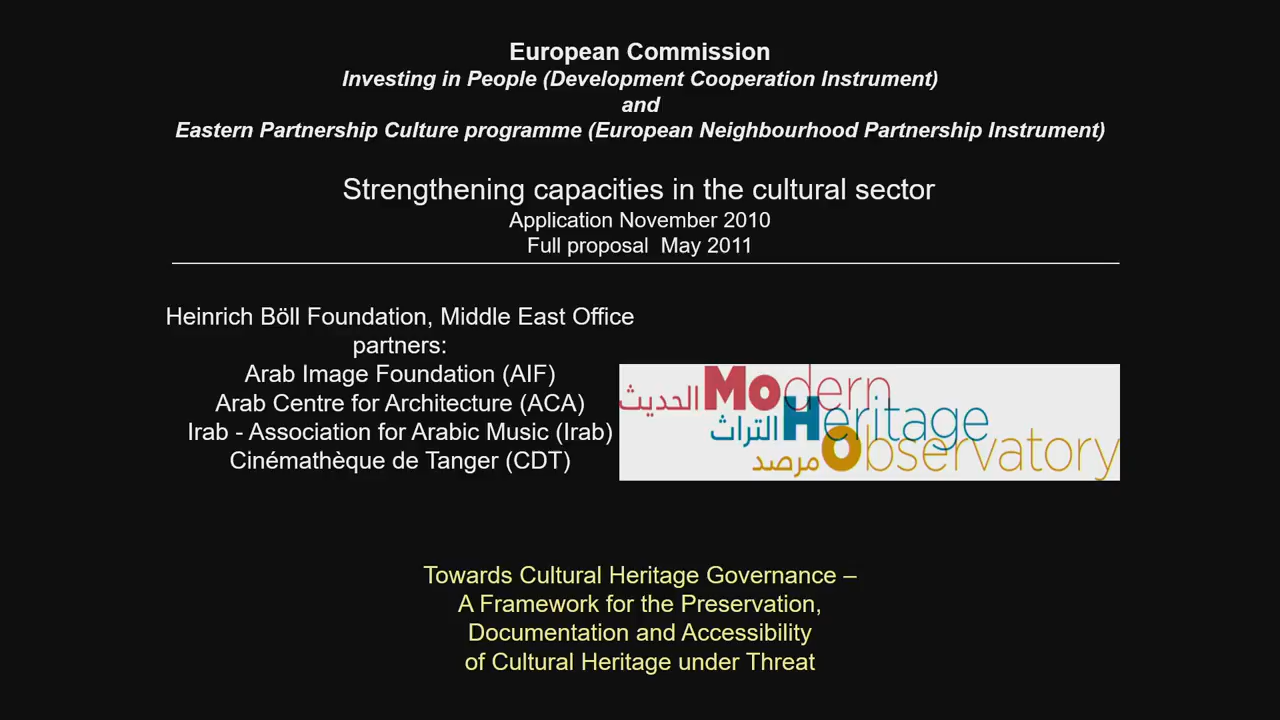 European Commission
Investing in People (Development Cooperation Instrument)
and
Eastern Partnership Culture programme (European Neighbourhood Partnership Instrument)
Strengthening capacities in the cultural sector
Application November 2010
Full proposal May 2011
Heinrich Böll Foundation, Middle East Office
partners:
Arab Image Foundation (AIF)
Arab Centre for Architecture (ACA)
Irab - Association for Arabic Music (Irab)
Cinémathèque de Tanger (CDT)
الحديث Modern
التراث Heritage
مرصد Observatory
Towards Cultural Heritage Governance –
A Framework for the Preservation,
Documentation and Accessibility
of Cultural Heritage under Threat